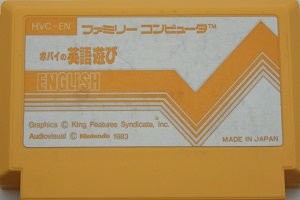 HVC-EN ファミリー コンピュータ™
ポパイの英語遊び
ENGLISH
Graphics © King Features Syndicate, Inc.
Audiovisual © Nintendo 1983
MADE IN JAPAN